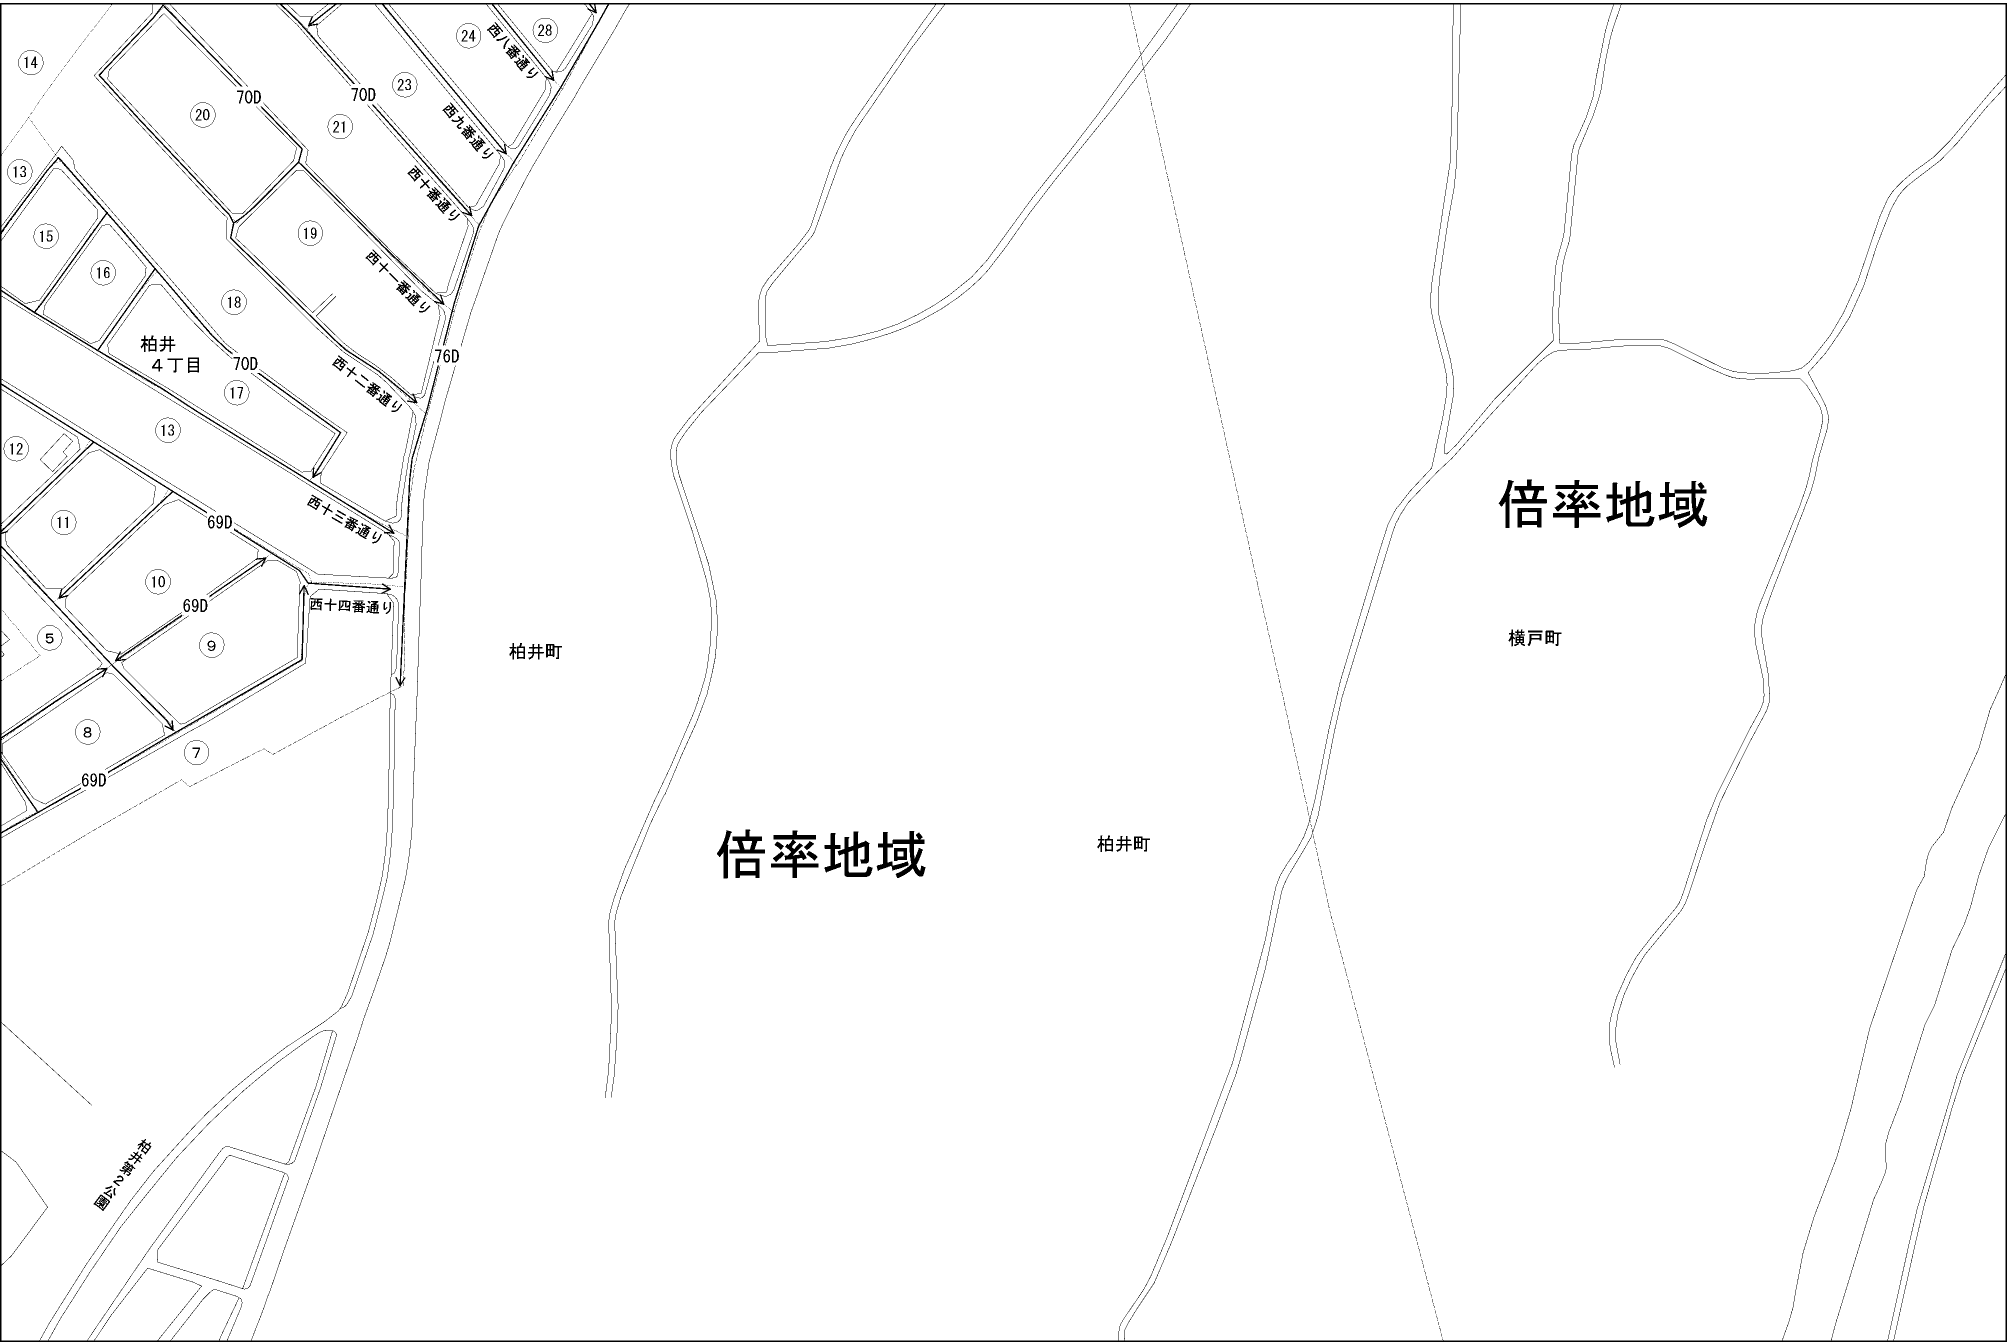 14
20
70D
70D
21
23
24
28
西八番通り
西九番通り
西十番通り
13
15
16
19
18
西十一番通り
柏井
4丁目
70D
17
西十二番通り
76D
13
12
11
69D
西十三番通り
倍率地域
10
69D
西十四番通り
5
9
柏井町
横戸町
8
7
69D
倍率地域
柏井町
柏井第2公園